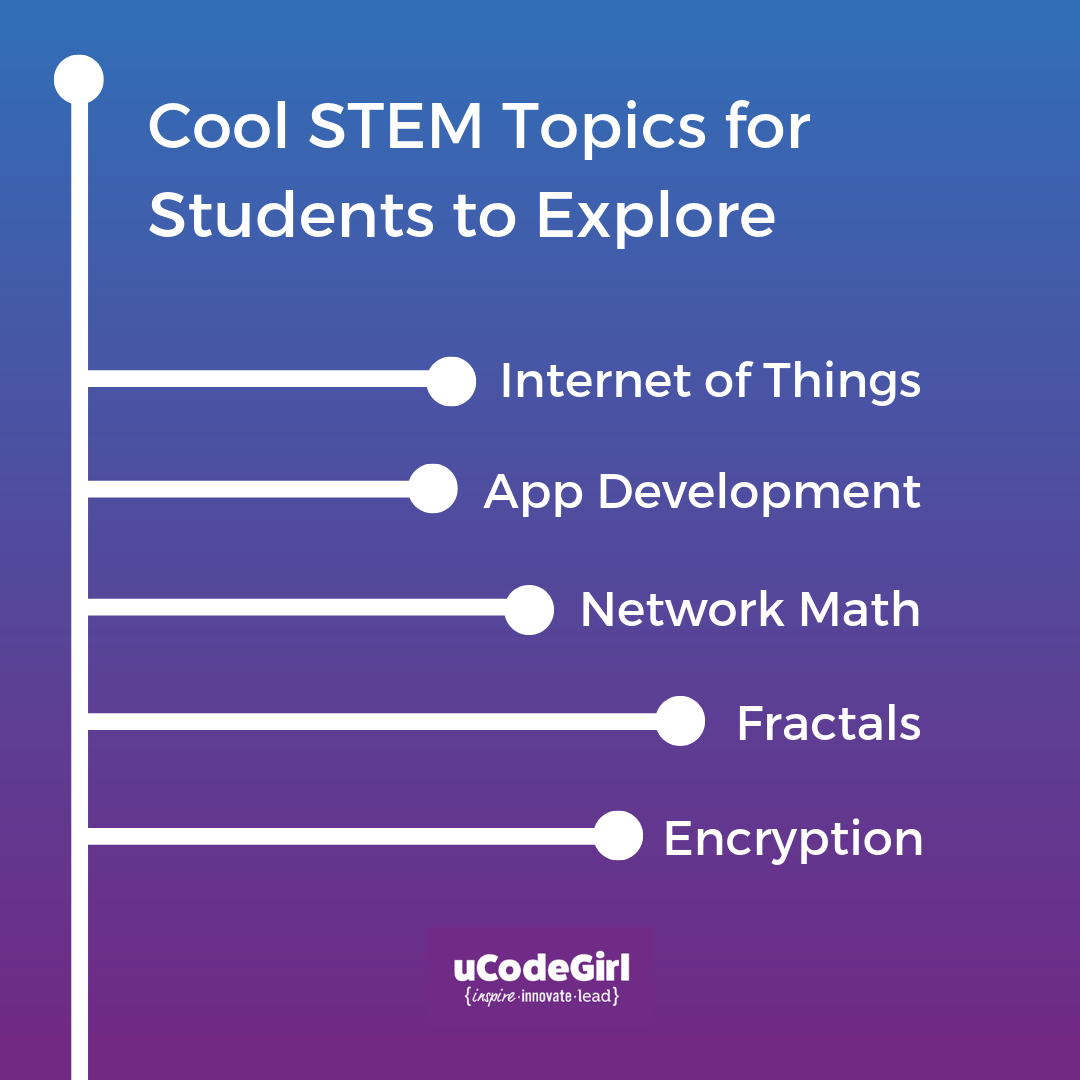 Cool STEM Topics for
Students to Explore
Internet of Things
App Development
Network Math
Fractals
Encryption
uCodeGirl
{inspire·innovate·lead}